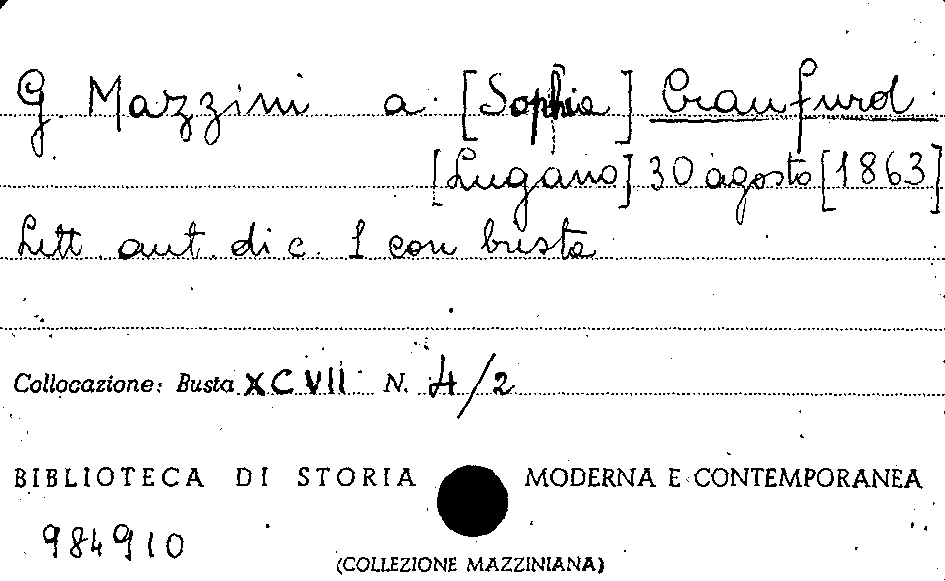 G. Mazzini a [Sophia] Craufurd
[Lugano] 30 agosto [1863]
Lett. aut. di c. 1 con busta
Collocazione: Busta XCVII N. 4/2
BIBLIOTECA DI STORIA MODERNA E CONTEMPORANEA
984910
(COLLEZIONE MAZZINIANA)